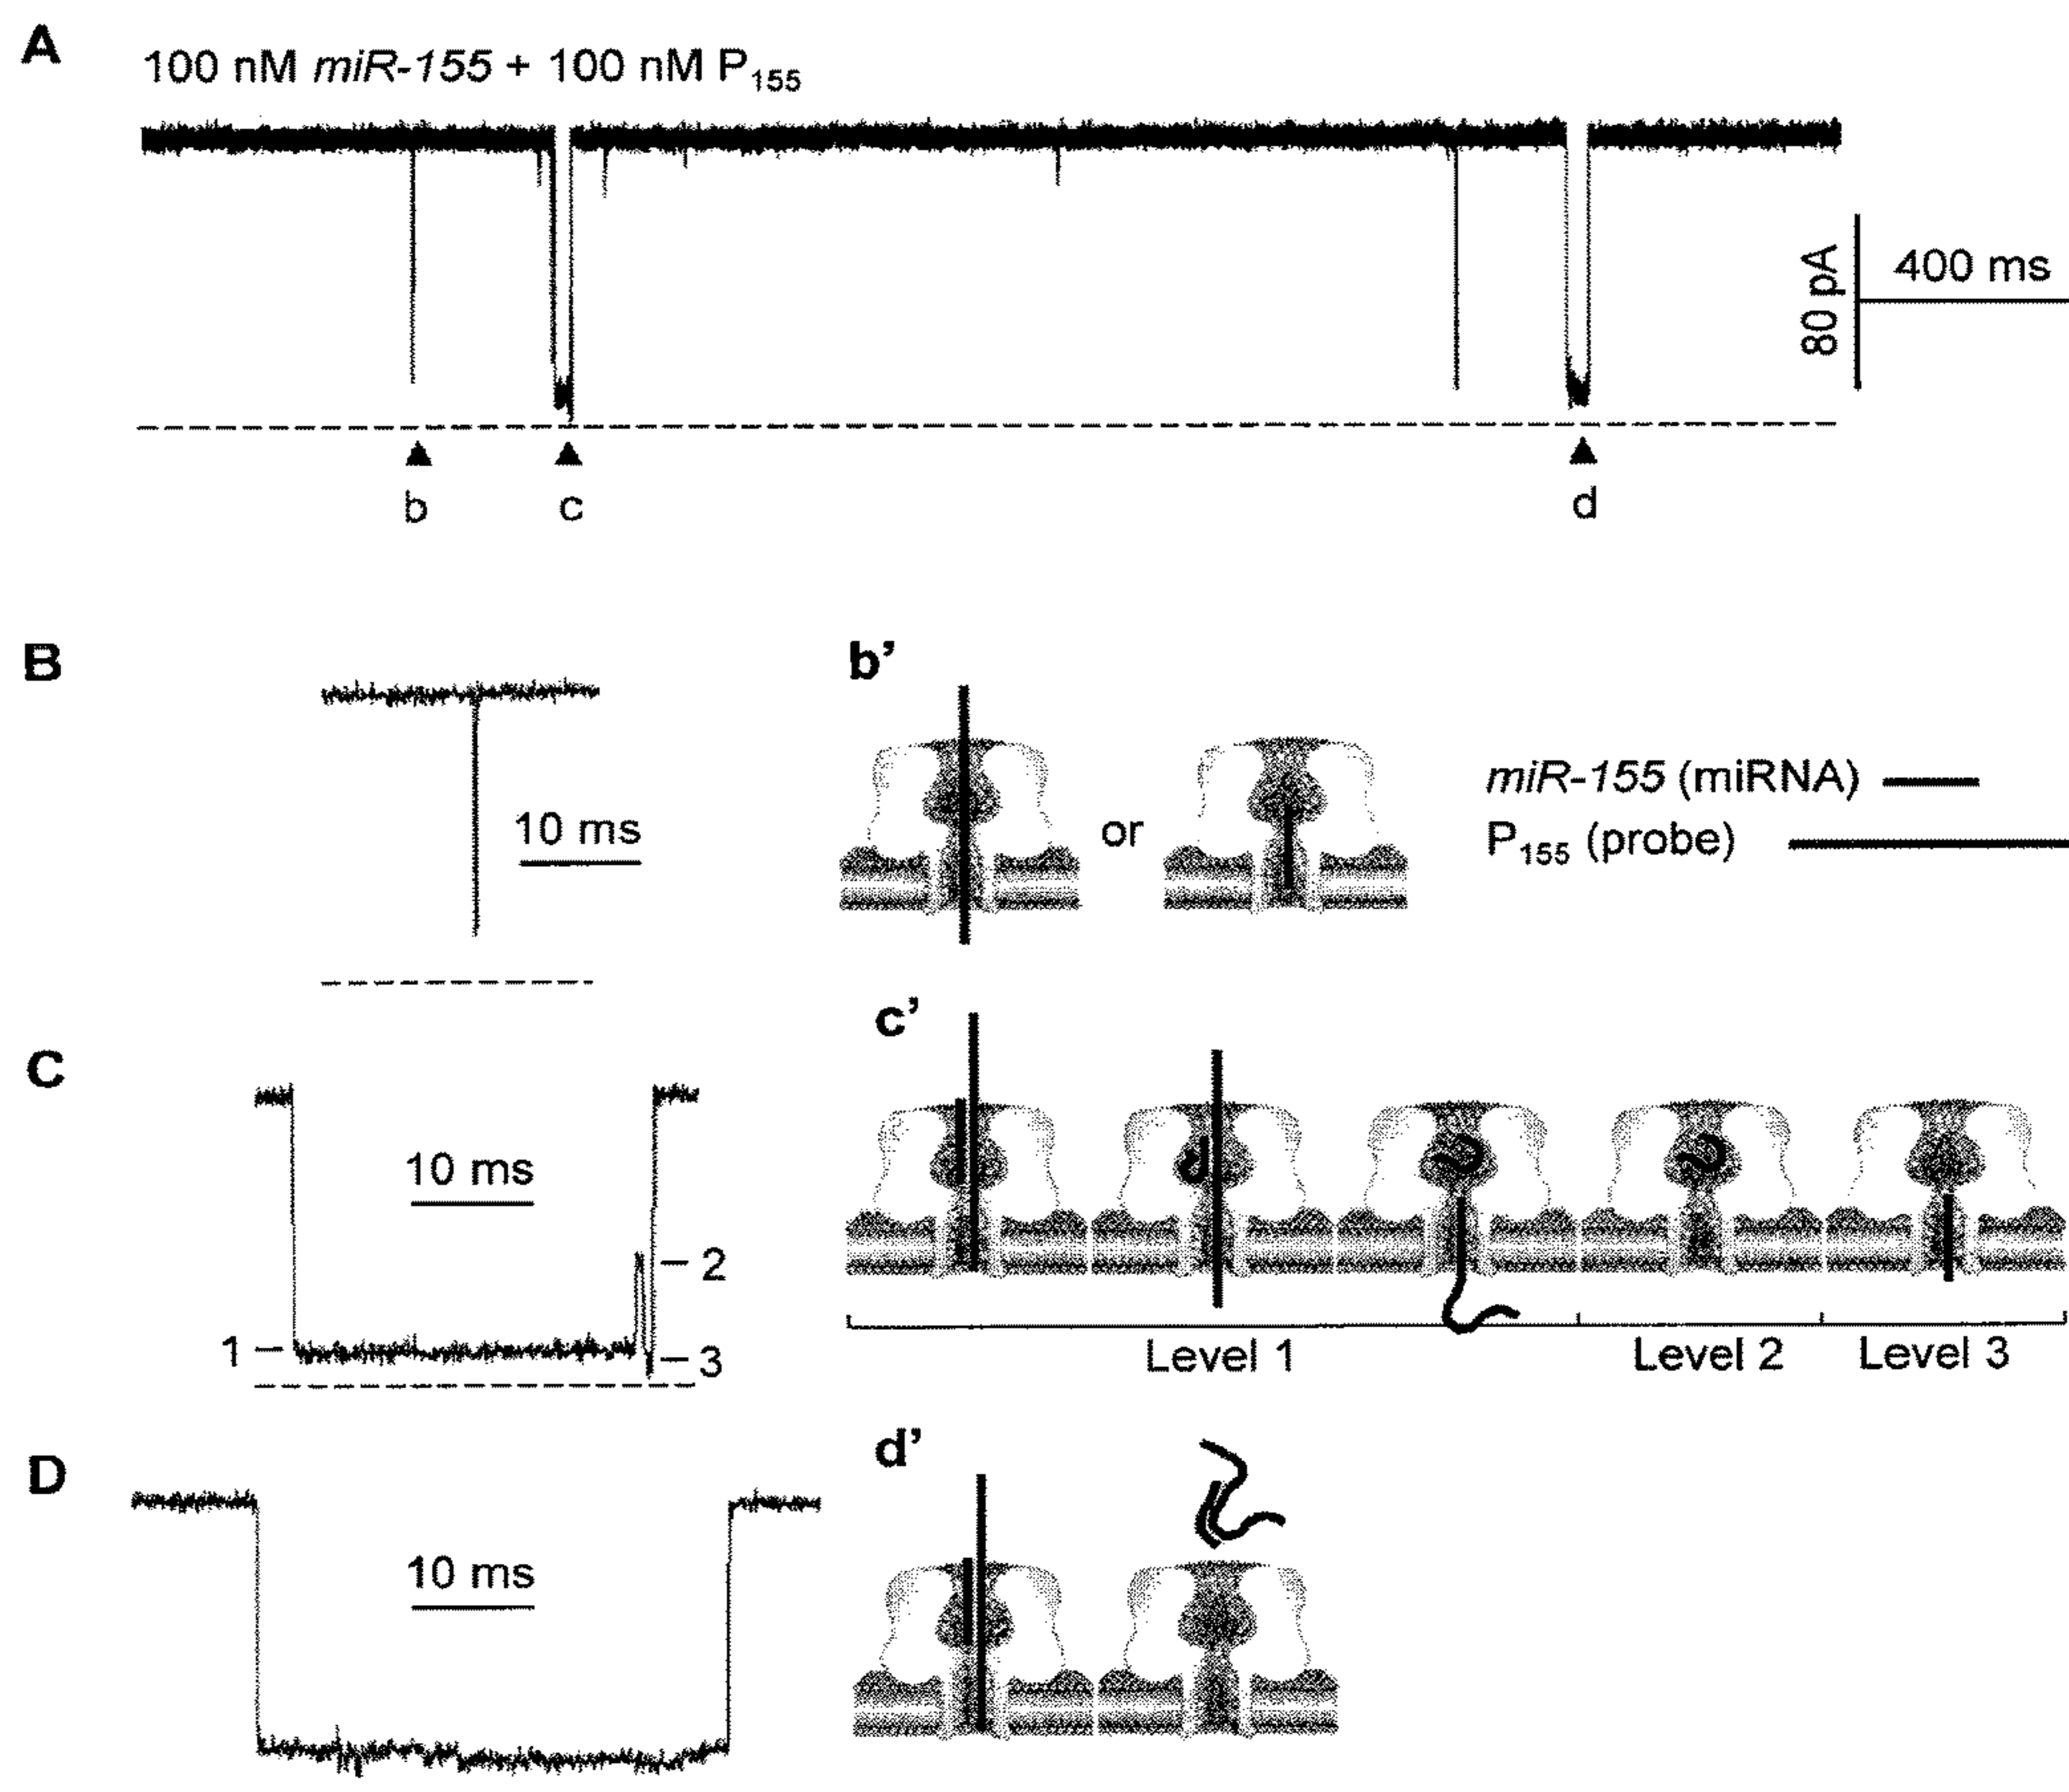 A
100 nM miR-155 + 100 nM P₁₅₅
80 pA
400 ms
b
c
d
B
10 ms
b’
or
miR-155 (miRNA)
P₁₅₅ (probe)
C
10 ms
1
2
3
c’
Level 1
Level 2
Level 3
D
10 ms
d’